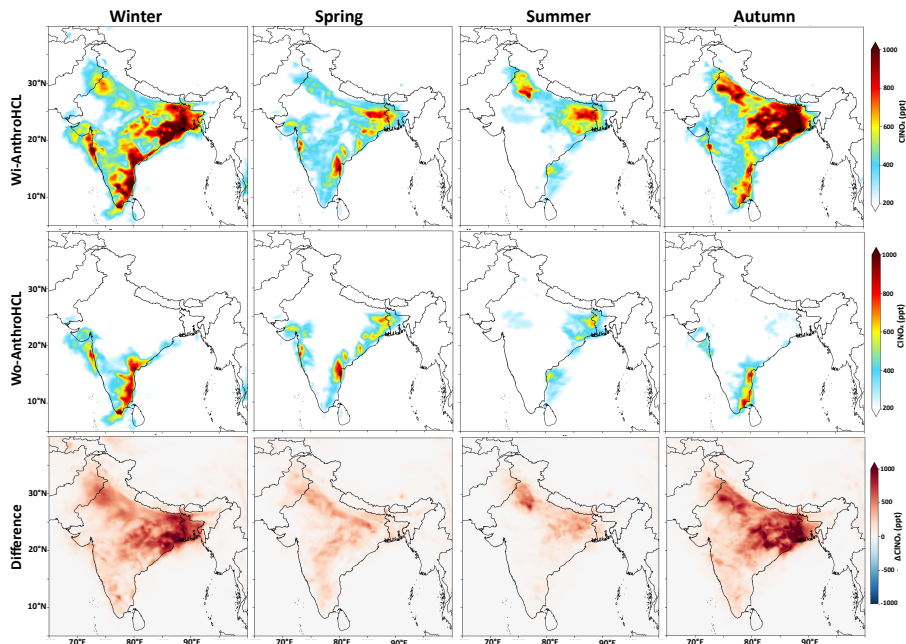 Winter Spring Summer Autumn
Wi-AnthroHCL
30°N
20°N
10°N
1000
800
600
400
200
ClNO₂ (ppt)
Wo-AnthroHCL
30°N
20°N
10°N
1000
800
600
400
200
ClNO₂ (ppt)
Difference
30°N
20°N
10°N
1000
500
0
-500
-1000
ΔClNO₂ (ppt)
70°E 80°E 90°E 70°E 80°E 90°E 70°E 80°E 90°E 70°E 80°E 90°E